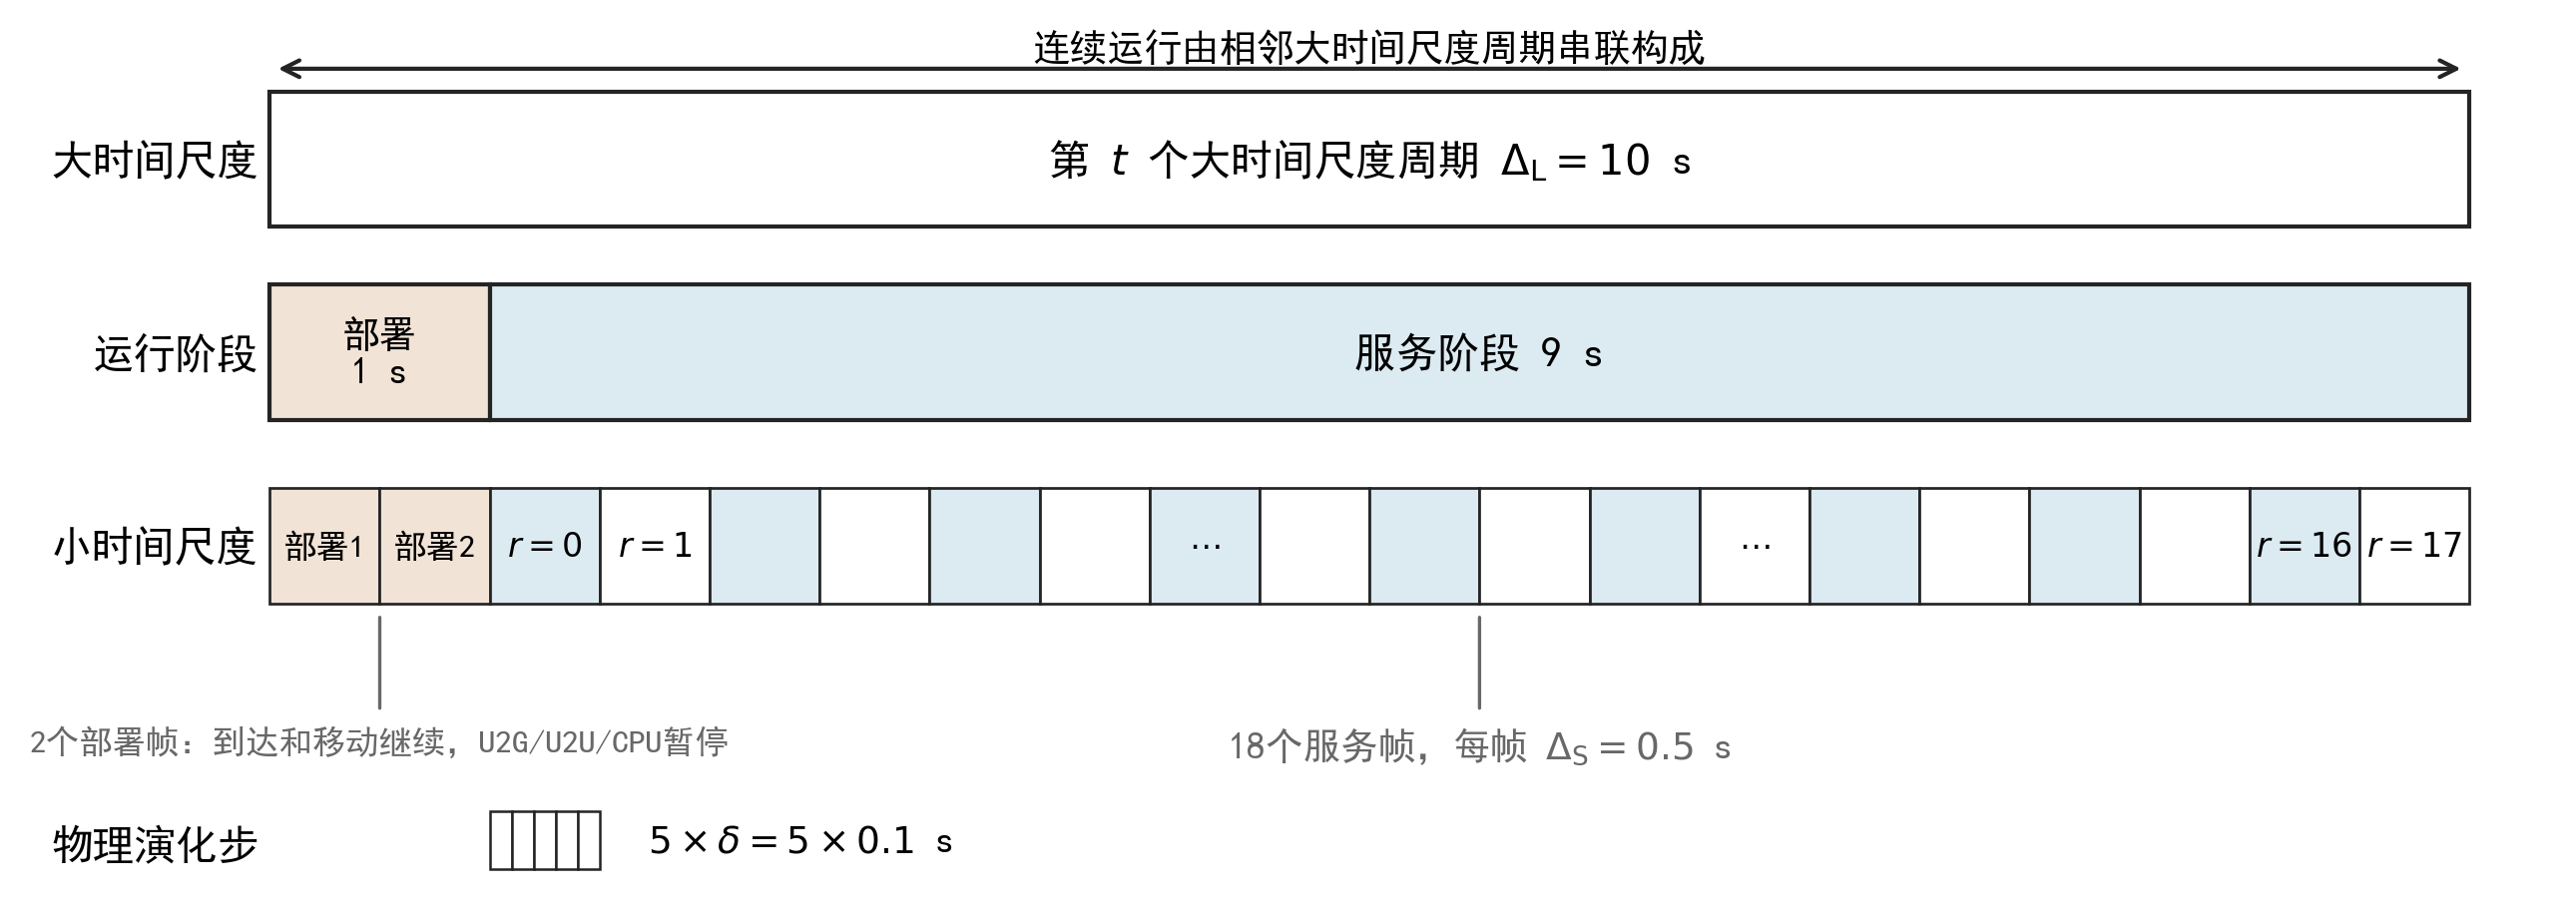 连续运行由相邻大时间尺度周期串联构成
大时间尺度
第 t 个大时间尺度周期 Δ_L = 10 s
运行阶段
部署
1 s
服务阶段 9 s
小时间尺度
部署1
部署2
r = 0
r = 1
...
...
r = 16
r = 17
2个部署帧：到达和移动继续，U2G/U2U/CPU暂停
18个服务帧，每帧 Δ_S = 0.5 s
物理演化步
5 × δ = 5 × 0.1 s